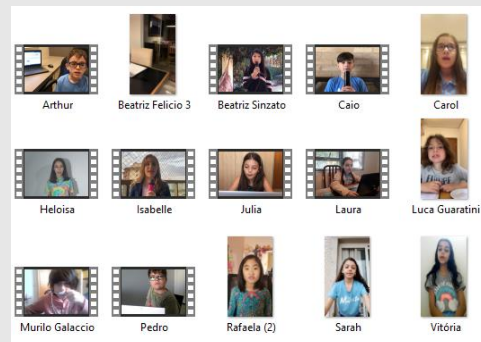 Arthur Beatriz Felicio 3 Beatriz Sinzato Caio Carol
Heloisa Isabelle Julia Laura Luca Guaratini
Murilo Galaccio Pedro Rafaela (2) Sarah Vitória